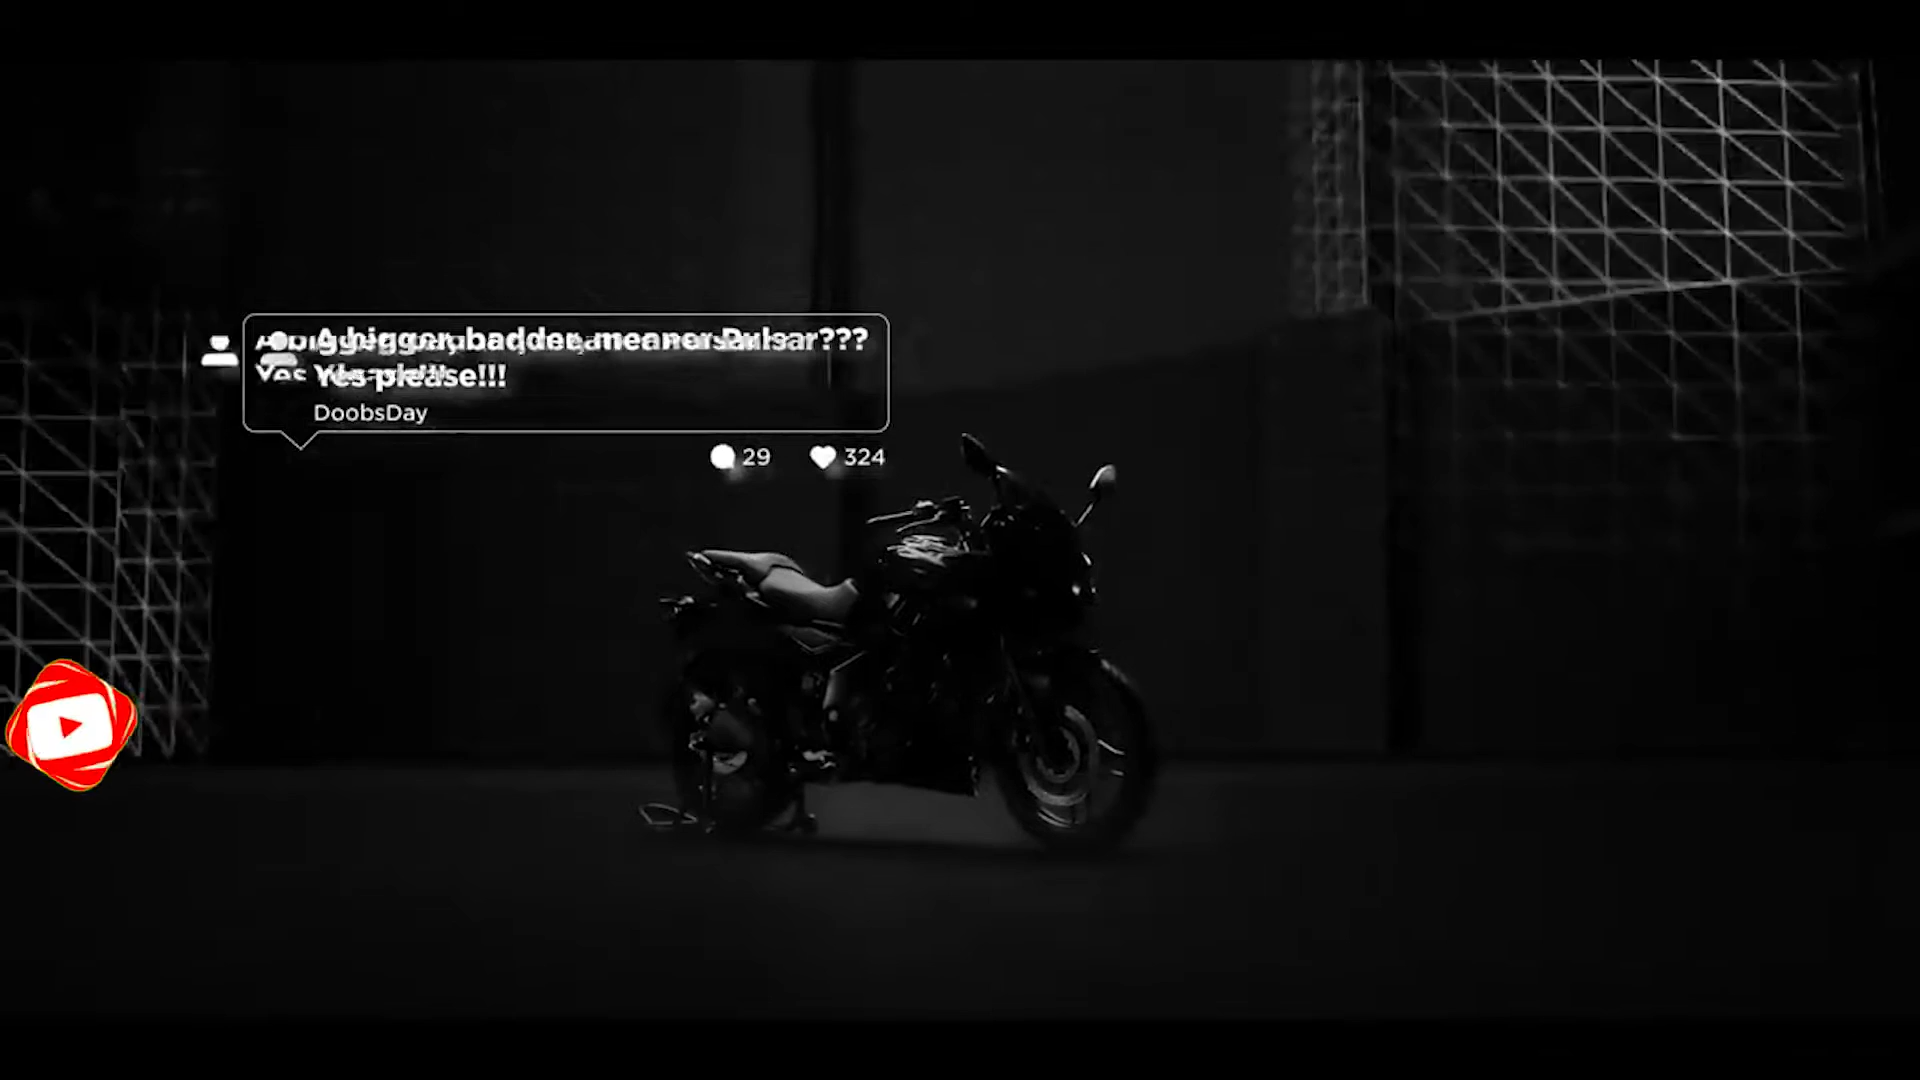 A bigger, badder, meaner Pulsar???
Yes please!!!
DoobsDay
29 324